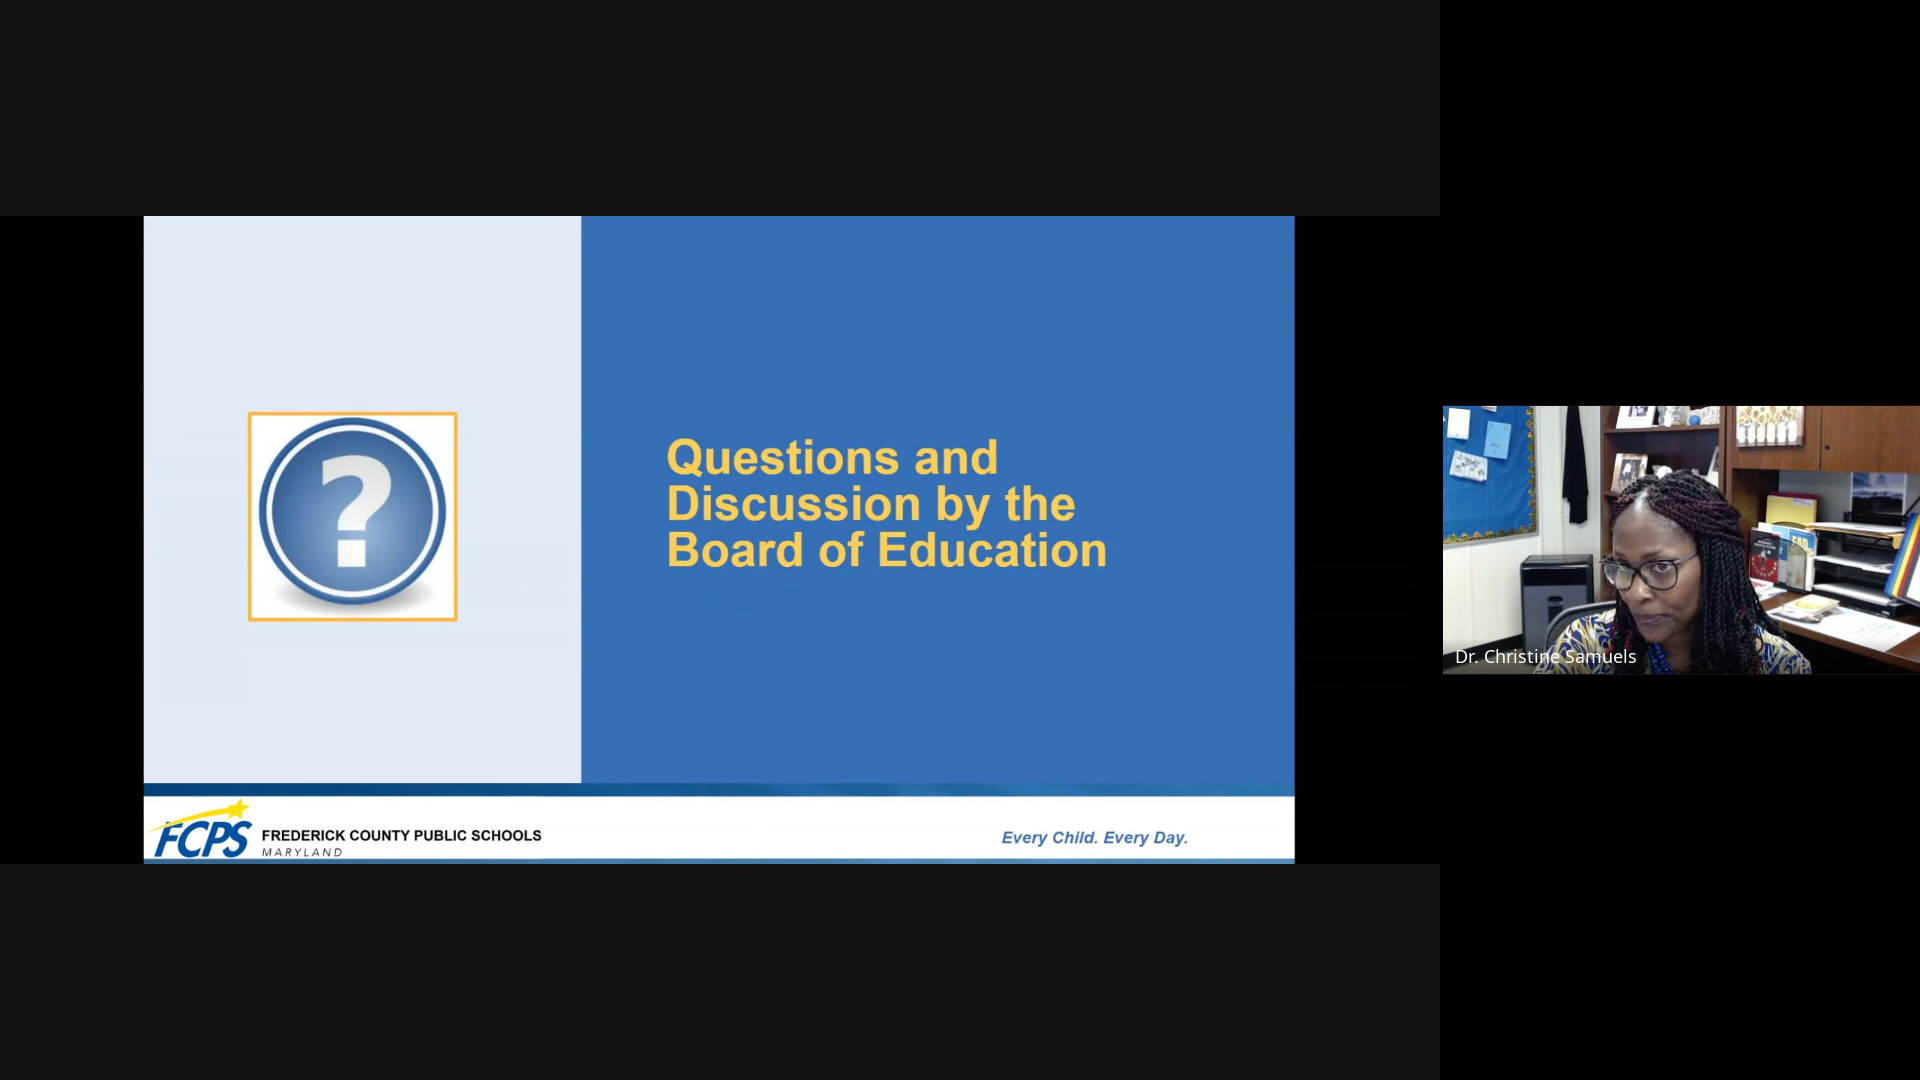 ?
Questions and
Discussion by the
Board of Education
FCPS
FREDERICK COUNTY PUBLIC SCHOOLS
MARYLAND
Every Child. Every Day.
Dr. Christine Samuels